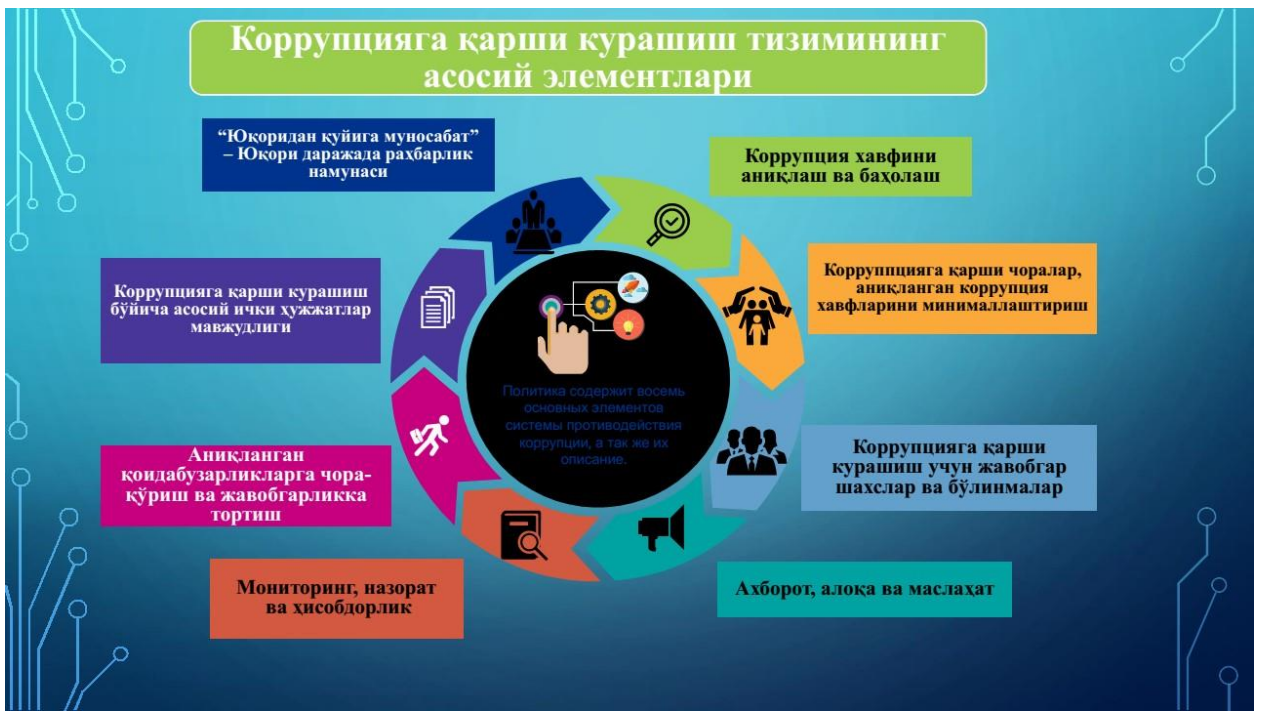 Коррупцияга қарши курашиш тизимининг
асосий элементлари
“Юқоридан қуйига муносабат”
– Юқори даражада раҳбарлик
намунаси
Коррупция хавфини
аниқлаш ва баҳолаш
Коррупцияга қарши курашиш
бўйича асосий ички ҳужжатлар
мавжудлиги
Корруппцияга қарши чоралар,
аниқланган коррупция
хавфларини минималлаштириш
Политика содержит восемь
основных элементов
системы противодействия
коррупции, а так же их
описание.
Аниқланган
қоидабузарликларга чора-
қўриш ва жавобгарликка
тортиш
Коррупцияга қарши
курашиш учун жавобгар
шахслар ва бўлинмалар
Мониторинг, назорат
ва ҳисобдорлик
Ахборот, алоқа ва маслаҳат